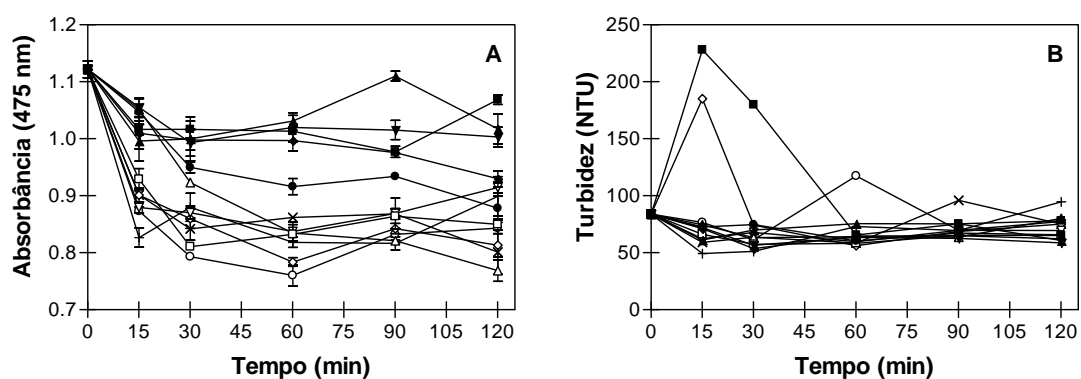 A
Absorbância (475 nm)
1.2
1.1
1.0
0.9
0.8
0.7
0 15 30 45 60 75 90 105 120
Tempo (min)
B
Turbidez (NTU)
250
200
150
100
50
0
0 15 30 45 60 75 90 105 120
Tempo (min)